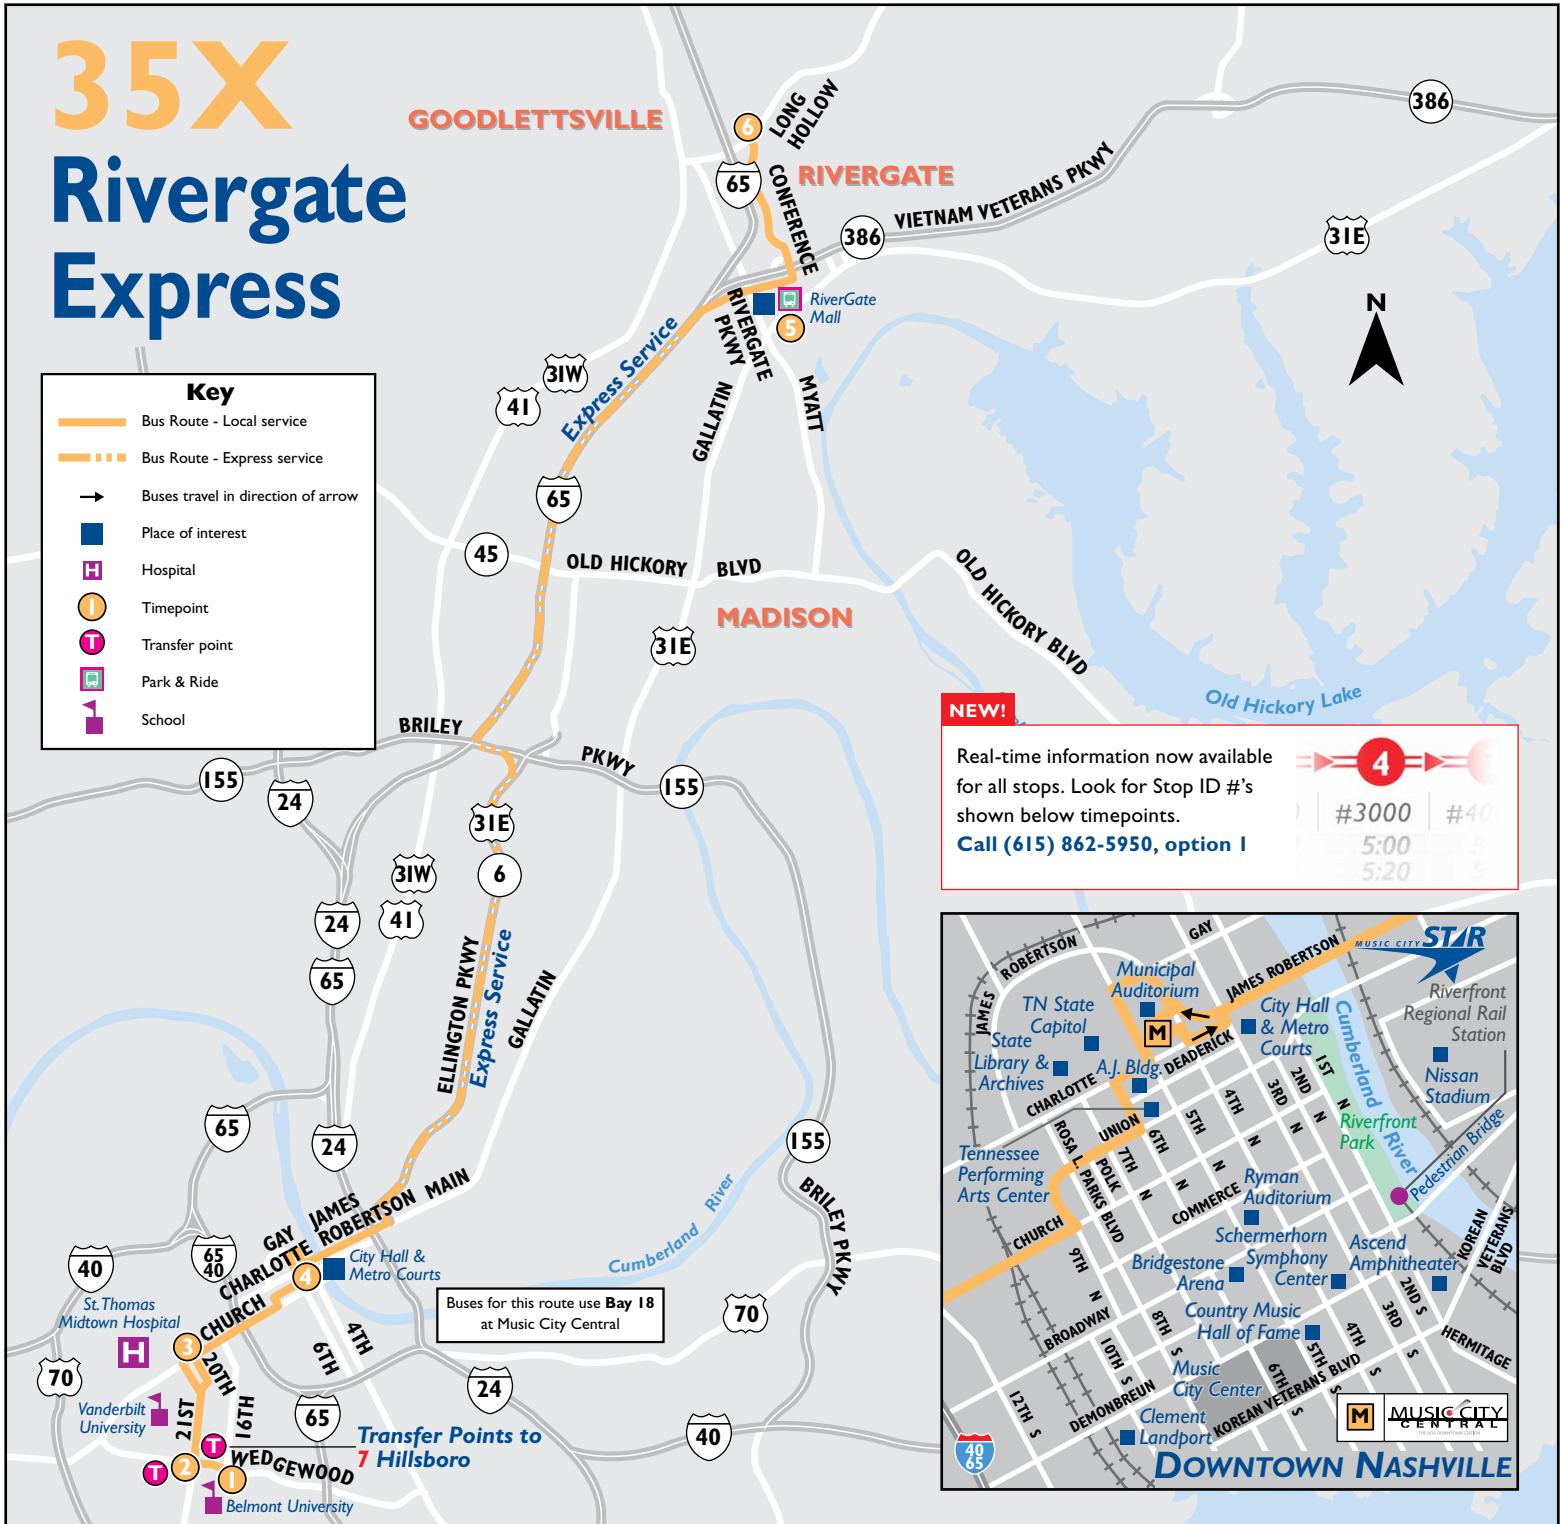 35X
Rivergate
Express
GOODLETTSVILLE
6
LONG
HOLLOW
65
CONFERENCE
RIVERGATE
386
VIETNAM VETERANS PKWY
386
31E
N
RIVERGATE
PKWY
RiverGate
Mall
5
Express Service
31W
41
GALLATIN
MYATT
65
45
OLD HICKORY BLVD
OLD HICKORY BLVD
MADISON
31E
Old Hickory Lake
Key
Bus Route - Local service
Bus Route - Express service
Buses travel in direction of arrow
Place of interest
H Hospital
1 Timepoint
T Transfer point
Park & Ride
School
BRILEY
PKWY
155
24
155
31E
6
31W
41
24
65
ELLINGTON PKWY
Express Service
GALLATIN
65
24
155
BRILEY PKWY
Cumberland River
GAY
JAMES
ROBERTSON
MAIN
CHARLOTTE
4
City Hall &
Metro Courts
40
65
40
St. Thomas
Midtown Hospital
H
CHURCH
3
20TH
6TH
4TH
Buses for this route use Bay 18
at Music City Central
70
70
24
65
40
Vanderbilt
University
21ST
16TH
T
Transfer Points to
7 Hillsboro
WEDGEWOOD
T
2
1
Belmont University
NEW!
Real-time information now available
for all stops. Look for Stop ID #'s
shown below timepoints.
Call (615) 862-5950, option 1
4
#3000
#40
5:00
5:20
JAMES
ROBERTSON
GAY
JAMES ROBERTSON
MUSIC CITY STAR
Municipal
Auditorium
TN State
Capitol
State
Library &
Archives
M
City Hall
& Metro
Courts
Riverfront
Regional Rail
Station
Nissan
Stadium
A.J. Bldg.
DEADERICK
CHARLOTTE
Cumberland River
1ST N
2ND N
3RD N
4TH N
5TH N
6TH N
7TH N
Riverfront
Park
Pedestrian Bridge
UNION
ROSA L. PARKS BLVD
POLK
Tennessee
Performing
Arts Center
CHURCH
COMMERCE
Ryman
Auditorium
Schermerhorn
Symphony
Center
Bridgestone
Arena
Ascend
Amphitheater
KOREAN
VETERANS
BLVD
9TH N
BROADWAY
8TH S
10TH S
12TH S
Country Music
Hall of Fame
2ND S
3RD S
4TH S
5TH S
6TH S
HERMITAGE
Music
City Center
DEMONBREUN
KOREAN VETERANS BLVD
Clement
Landport
40
65
M
MUSIC CITY
CENTRAL
THE MTA DOWNTOWN STATION
DOWNTOWN NASHVILLE